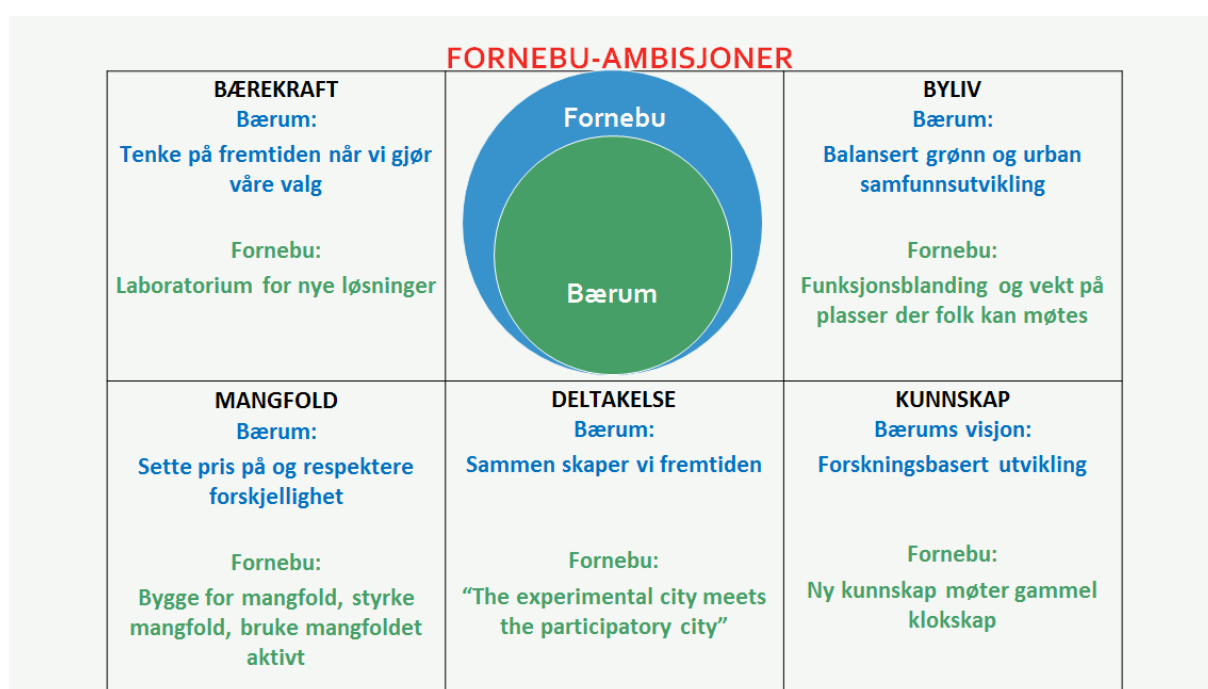 FORNEBU-AMBISJONER
BÆREKRAFT
Bærum:
Tenke på fremtiden når vi gjør
våre valg
Fornebu:
Laboratorium for nye løsninger
Fornebu
Bærum
BYLIV
Bærum:
Balansert grønn og urban
samfunnsutvikling
Fornebu:
Funksjonsblanding og vekt på
plasser der folk kan møtes
MANGFOLD
Bærum:
Sette pris på og respektere
forskjellighet
Fornebu:
Bygge for mangfold, styrke
mangfold, bruke mangfoldet
aktivt
DELTAKELSE
Bærum:
Sammen skaper vi fremtiden
Fornebu:
“The experimental city meets
the participatory city”
KUNNSKAP
Bærums visjon:
Forskningsbasert utvikling
Fornebu:
Ny kunnskap møter gammel
klokskap